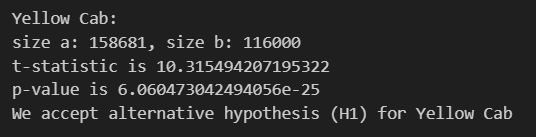 Yellow Cab:
size a: 158681, size b: 116000
t-statistic is 10.315494207195322
p-value is 6.060473042494056e-25
We accept alternative hypothesis (H1) for Yellow Cab